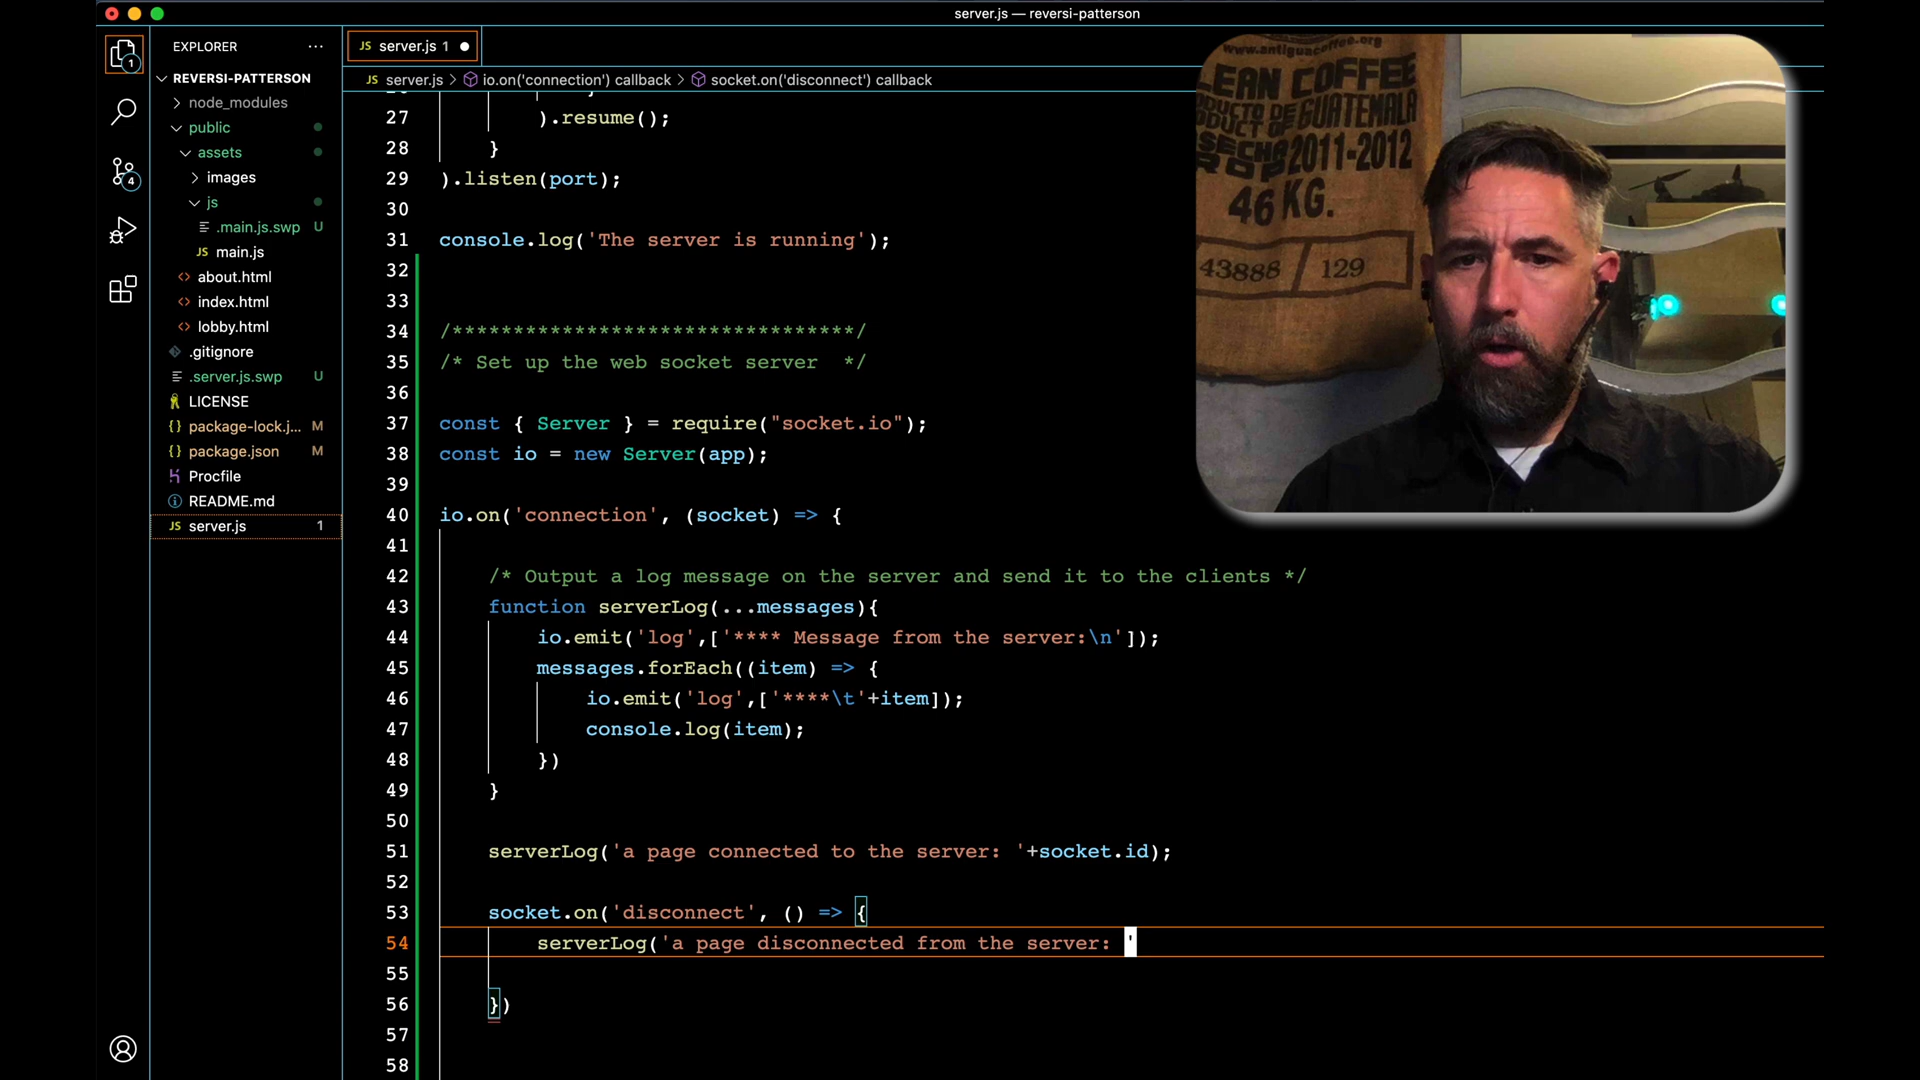 server.js — reversi-patterson
EXPLORER
JS server.js 1
REVERSI-PATTERSON
JS server.js > io.on('connection') callback > socket.on('disconnect') callback
node_modules
public
assets
images
js
.main.js.swp U
JS main.js
about.html
index.html
lobby.html
.gitignore
.server.js.swp U
LICENSE
package-lock.j... M
package.json M
Procfile
README.md
JS server.js 1
1
4
27 ).resume();
28 }
29 ).listen(port);
30
31 console.log('The server is running');
32
33
34 /*********************************/
35 /* Set up the web socket server  */
36
37 const { Server } = require("socket.io");
38 const io = new Server(app);
39
40 io.on('connection', (socket) => {
41
42 /* Output a log message on the server and send it to the clients */
43 function serverLog(...messages){
44 io.emit('log',['**** Message from the server:\n']);
45 messages.forEach((item) => {
46 io.emit('log',['****\t'+item]);
47 console.log(item);
48 })
49 }
50
51 serverLog('a page connected to the server: '+socket.id);
52
53 socket.on('disconnect', () => {
54 serverLog('a page disconnected from the server: '
55
56 })
57
58
www.antiguacoffee.org
LEAN COFFEE
GUATEMALA
2011-2012
46 KG.
43888 / 129